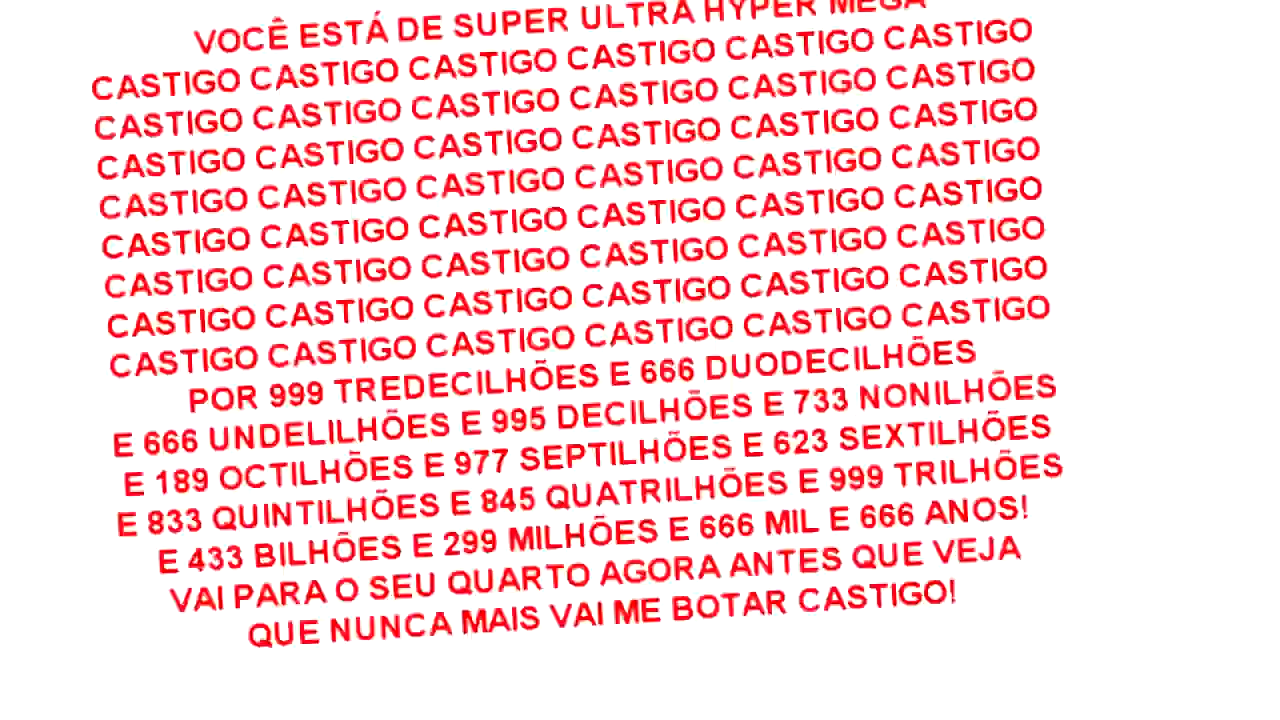 VOCÊ ESTÁ DE SUPER ULTRA HYPER MEGA
CASTIGO CASTIGO CASTIGO CASTIGO CASTIGO CASTIGO
CASTIGO CASTIGO CASTIGO CASTIGO CASTIGO CASTIGO
CASTIGO CASTIGO CASTIGO CASTIGO CASTIGO CASTIGO
CASTIGO CASTIGO CASTIGO CASTIGO CASTIGO CASTIGO
CASTIGO CASTIGO CASTIGO CASTIGO CASTIGO CASTIGO
CASTIGO CASTIGO CASTIGO CASTIGO CASTIGO CASTIGO
CASTIGO CASTIGO CASTIGO CASTIGO CASTIGO CASTIGO
CASTIGO CASTIGO CASTIGO CASTIGO CASTIGO CASTIGO
POR 999 TREDECILHÕES E 666 DUODECILHÕES
E 666 UNDELILHÕES E 995 DECILHÕES E 733 NONILHÕES
E 189 OCTILHÕES E 977 SEPTILHÕES E 623 SEXTILHÕES
E 833 QUINTILHÕES E 845 QUATRILHÕES E 999 TRILHÕES
E 433 BILHÕES E 299 MILHÕES E 666 MIL E 666 ANOS!
VAI PARA O SEU QUARTO AGORA ANTES QUE VEJA
QUE NUNCA MAIS VAI ME BOTAR CASTIGO!